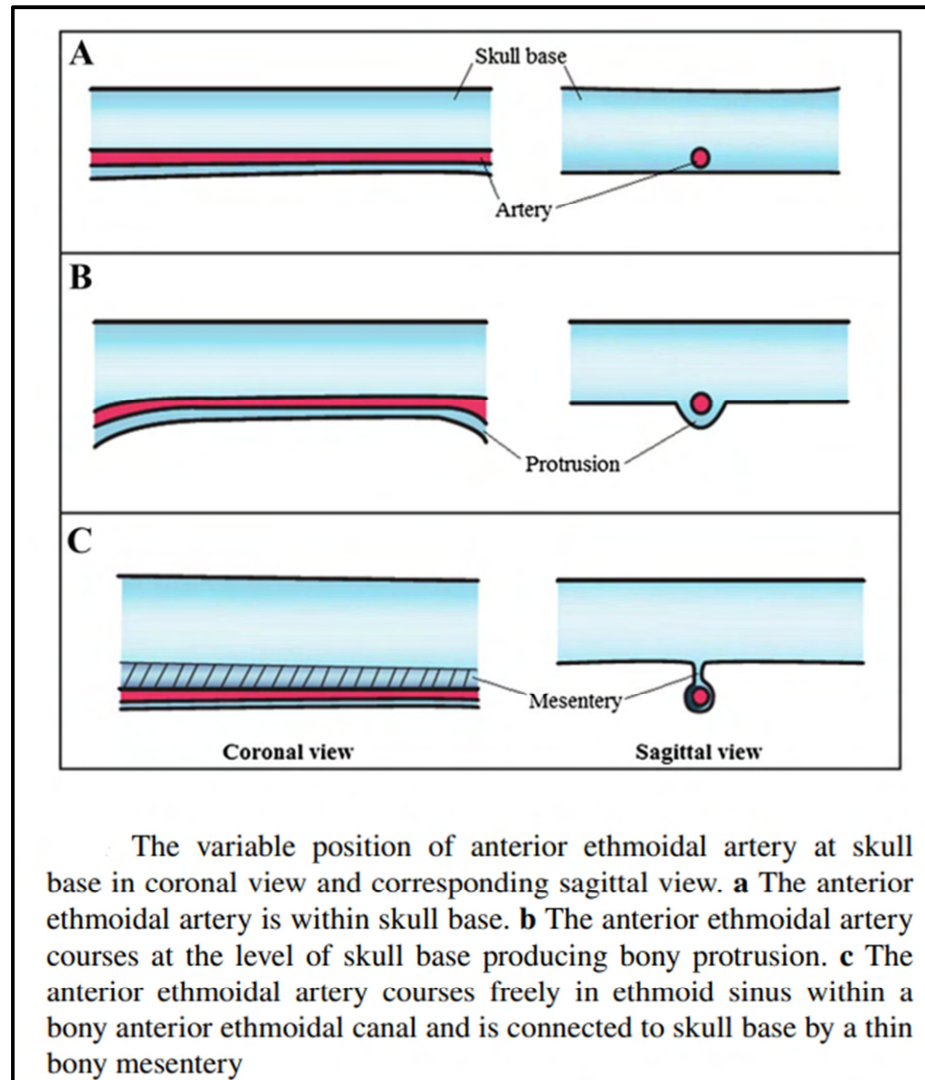 A
Skull base
Artery
B
Protrusion
C
Mesentery
Coronal view
Sagittal view
The variable position of anterior ethmoidal artery at skull
base in coronal view and corresponding sagittal view. a The anterior
ethmoidal artery is within skull base. b The anterior ethmoidal artery
courses at the level of skull base producing bony protrusion. c The
anterior ethmoidal artery courses freely in ethmoid sinus within a
bony anterior ethmoidal canal and is connected to skull base by a thin
bony mesentery